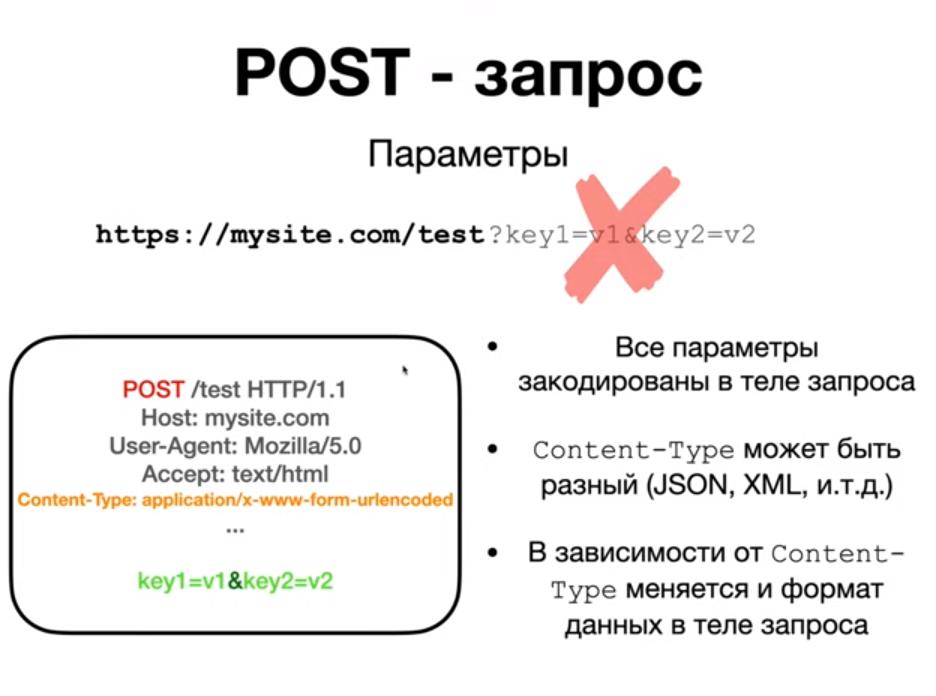 POST - запрос
Параметры
https://mysite.com/test?key1=v1&key2=v2
POST /test HTTP/1.1
Host: mysite.com
User-Agent: Mozilla/5.0
Accept: text/html
Content-Type: application/x-www-form-urlencoded
...
key1=v1&key2=v2
• Все параметры
закодированы в теле запроса
• Content-Type может быть
разный (JSON, XML, и.т.д.)
• В зависимости от Content-
Type меняется и формат
данных в теле запроса